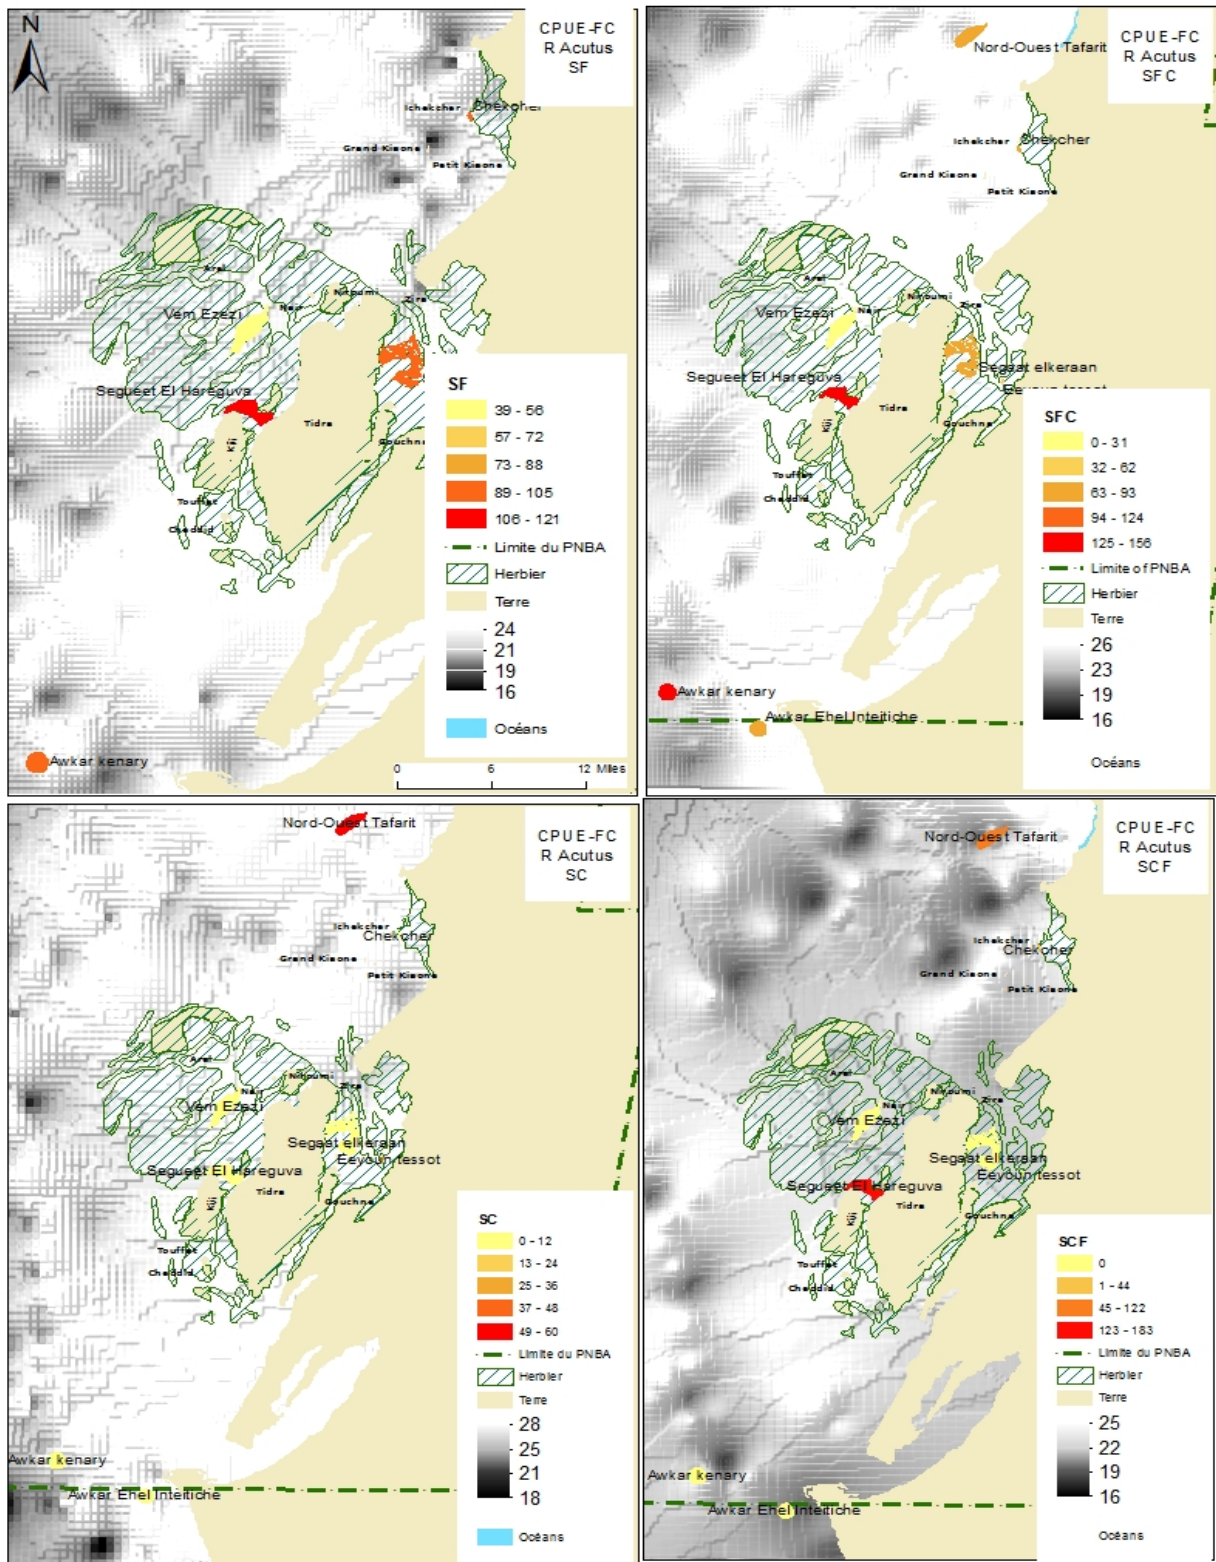 N
CPUE-FC
R Acutus
SF
Ichekcher
Chekcher
Grand Kiaone
Petit Kiaone
Arel
Vem Ezezi
Nair
Niroumi
Zira
Segueet El Hareguva
Kiji
Tidra
Gouchna
Touffat
Cheddid
Awkar kenary
SF
39 - 56
57 - 72
73 - 88
89 - 105
106 - 121
Limite du PNBA
Herbier
Terre
24
21
19
16
Océans
0 6 12 Miles
CPUE-FC
R Acutus
SFC
Nord-Ouest Tafarit
Ichekcher
Chekcher
Grand Kiaone
Petit Kiaone
Arel
Vem Ezezi
Nair
Niroumi
Zira
Segaat elkeraan
Eeyoun tessot
Segueet El Hareguva
Kiji
Tidra
Gouchna
Touffat
Cheddid
Awkar kenary
Awkar Ehel Inteitiche
SFC
0 - 31
32 - 62
63 - 93
94 - 124
125 - 156
Limite of PNBA
Herbier
Terre
26
23
19
16
Océans
CPUE-FC
R Acutus
SC
Nord-Ouest Tafarit
Ichekcher
Chekcher
Grand Kiaone
Petit Kiaone
Arel
Vem Ezezi
Nair
Niroumi
Zira
Segaat elkeraan
Eeyoun tessot
Segueet El Hareguva
Kiji
Tidra
Gouchna
Touffat
Cheddid
Awkar kenary
Awkar Ehel Inteitiche
SC
0 - 12
13 - 24
25 - 36
37 - 48
49 - 60
Limite du PNBA
Herbier
Terre
28
25
21
18
Océans
CPUE-FC
R Acutus
SCF
Nord-Ouest Tafarit
Ichekcher
Chekcher
Grand Kiaone
Petit Kiaone
Arel
Vem Ezezi
Nair
Niroumi
Zira
Segaat elkeraan
Eeyoun tessot
Segueet El Hareguva
Kiji
Tidra
Gouchna
Touffat
Cheddid
Awkar kenary
Awkar Ehel Inteitiche
SCF
0
1 - 44
45 - 122
123 - 183
Limite du PNBA
Herbier
Terre
25
22
19
16
Océans